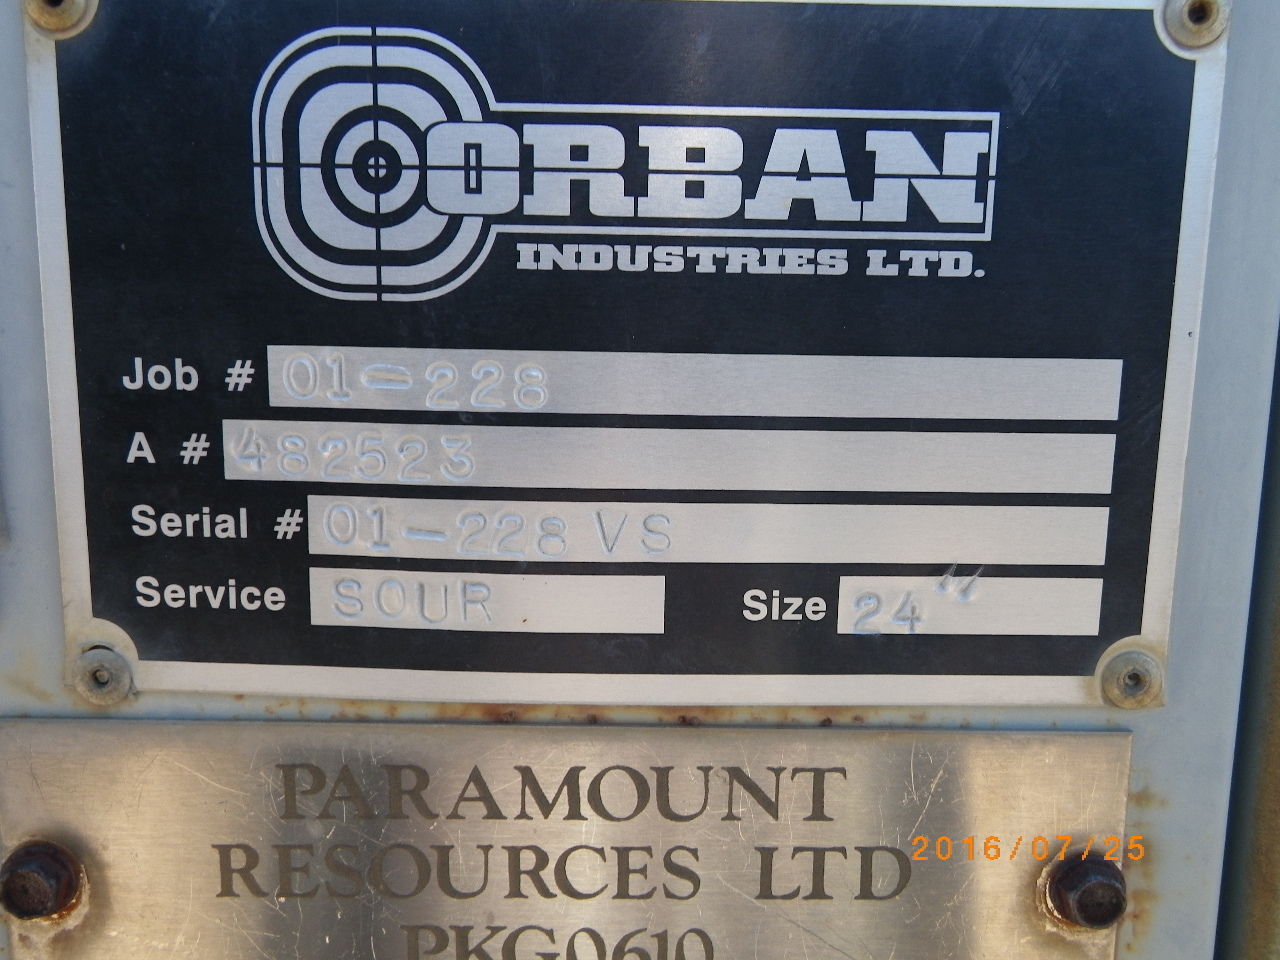 CORBAN
INDUSTRIES LTD.
Job # 01-228
A # 482523
Serial # 01-228 VS
Service SOUR Size 24"
PARAMOUNT
RESOURCES LTD
2016/07/25
PKG0610